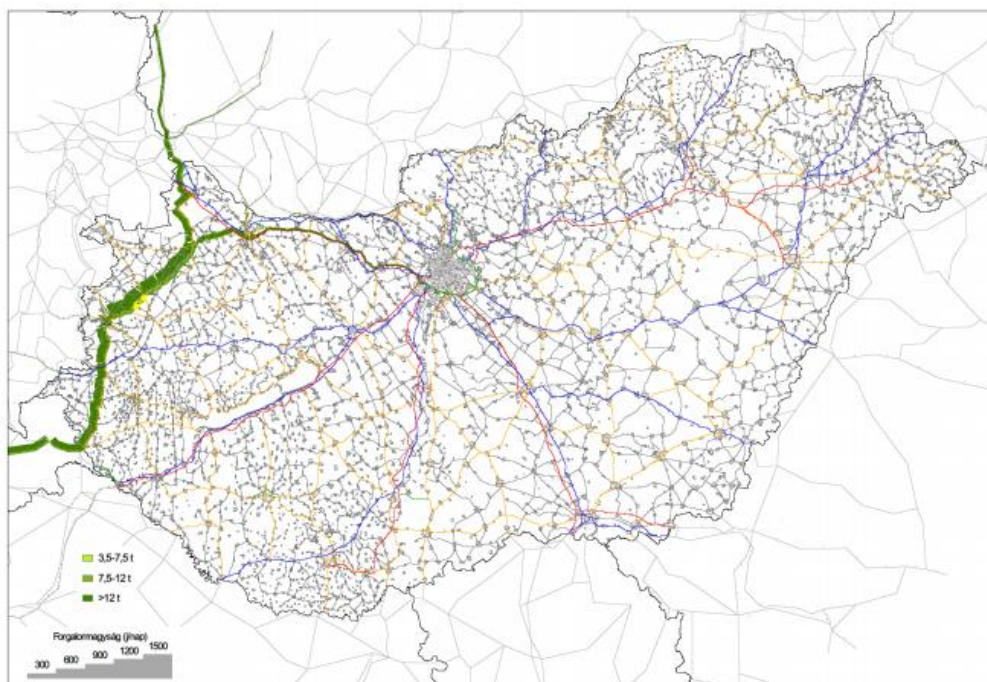 3,5-7,5 t
7,5-12 t
>12 t
Forgalomnagyság (j/nap)
300 600 900 1200 1500